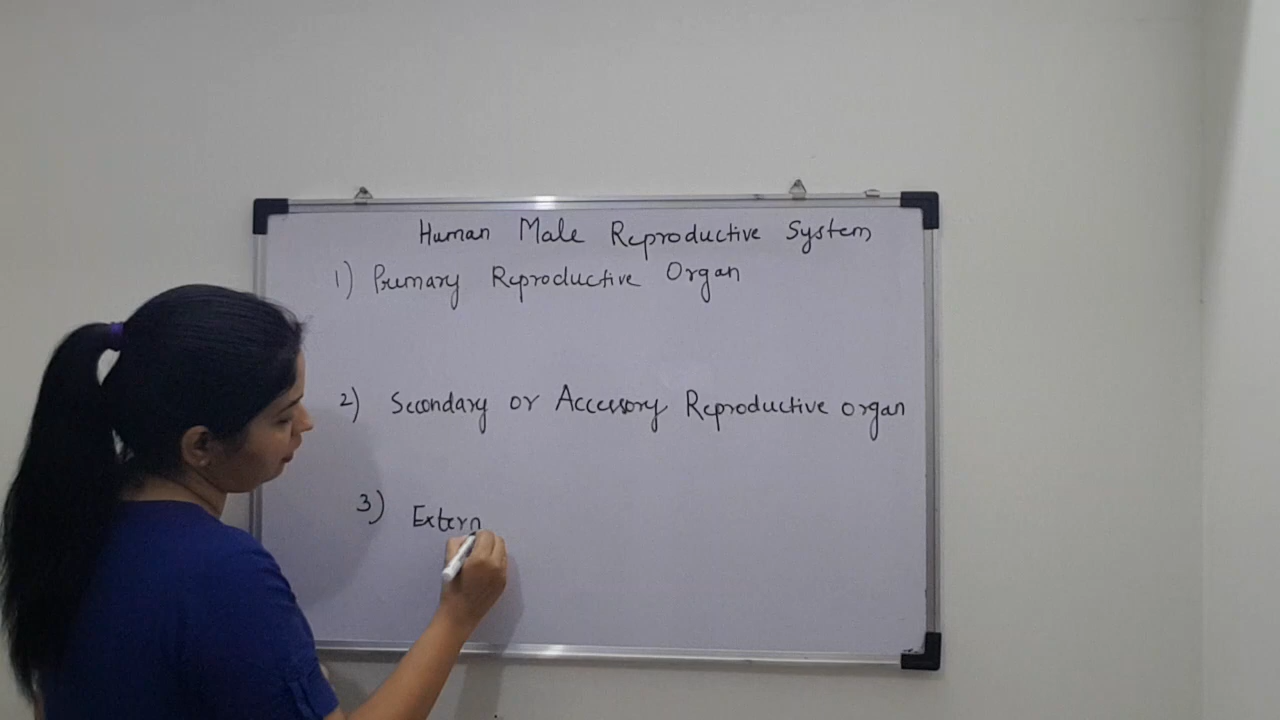 Human Male Reproductive System
1) Primary Reproductive Organ
2) Secondary or Accessory Reproductive organ
3) Extern